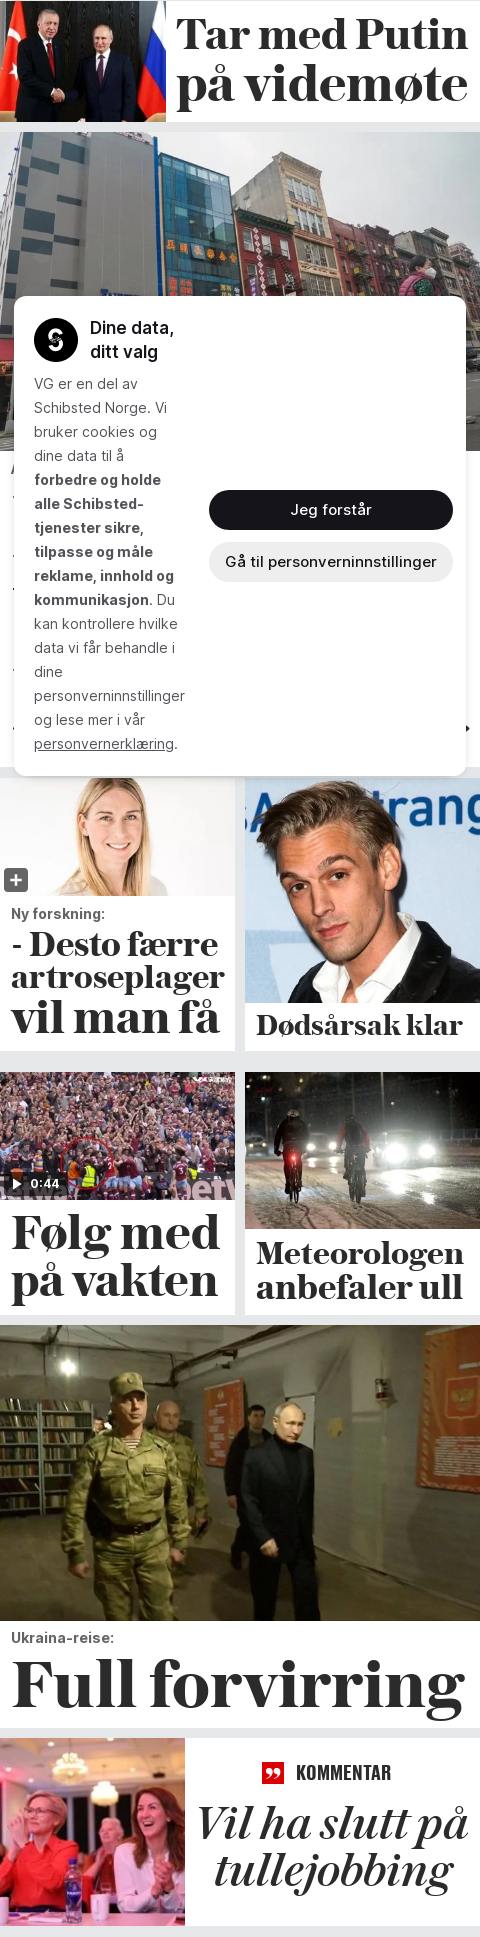 Tar med Putin
på videmøte
Dine data,
ditt valg
VG er en del av
Schibsted Norge. Vi
bruker cookies og
dine data til å
forbedre og holde
alle Schibsted-
tjenester sikre,
tilpasse og måle
reklame, innhold og
kommunikasjon. Du
kan kontrollere hvilke
data vi får behandle i
dine
personverninnstillinger
og lese mer i vår
personvernerklæring.
Jeg forstår
Gå til personverninnstillinger
Ny forskning:
- Desto færre
artroseplager
vil man få
Dødsårsak klar
0:44
Følg med
på vakten
Meteorologen
anbefaler ull
Ukraina-reise:
Full forvirring
KOMMENTAR
Vil ha slutt på
tullejobbing